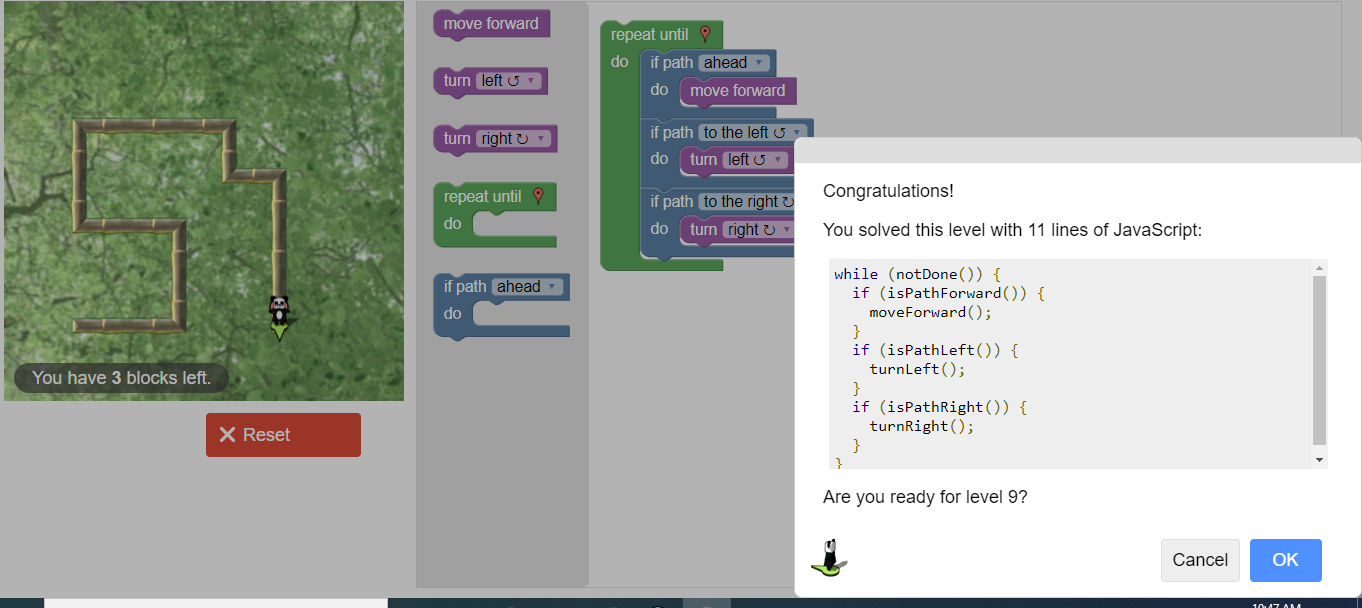 You have 3 blocks left.
Reset
move forward
turn left ↺ ▾
turn right ↻ ▾
repeat until
do
if path ahead ▾
do
repeat until
do
if path ahead ▾
do move forward
if path to the left ↺ ▾
do turn left ↺ ▾
if path to the right ↻
do turn right ↻ ▾
Congratulations!
You solved this level with 11 lines of JavaScript:
while (notDone()) {
if (isPathForward()) {
moveForward();
}
if (isPathLeft()) {
turnLeft();
}
if (isPathRight()) {
turnRight();
}
}
Are you ready for level 9?
Cancel
OK
10:47 AM